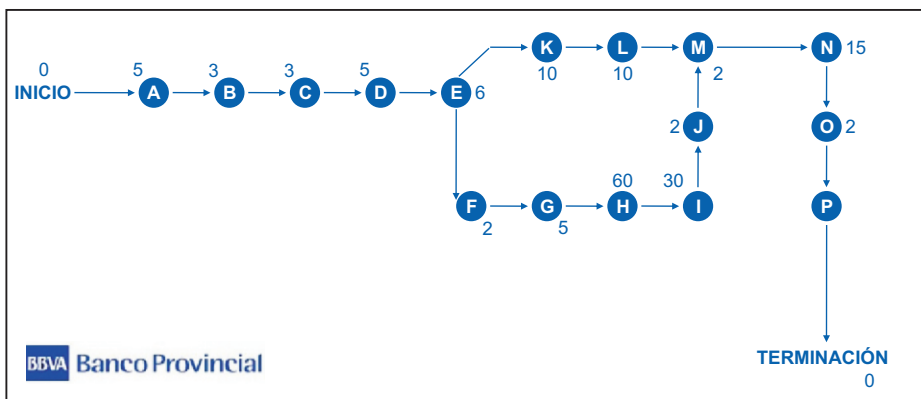 0
INICIO
5
A
3
B
3
C
5
D
E
6
K
10
L
10
M
2
N
15
2
J
O
2
F
2
G
5
60
H
30
I
P
TERMINACIÓN
0
BBVA Banco Provincial